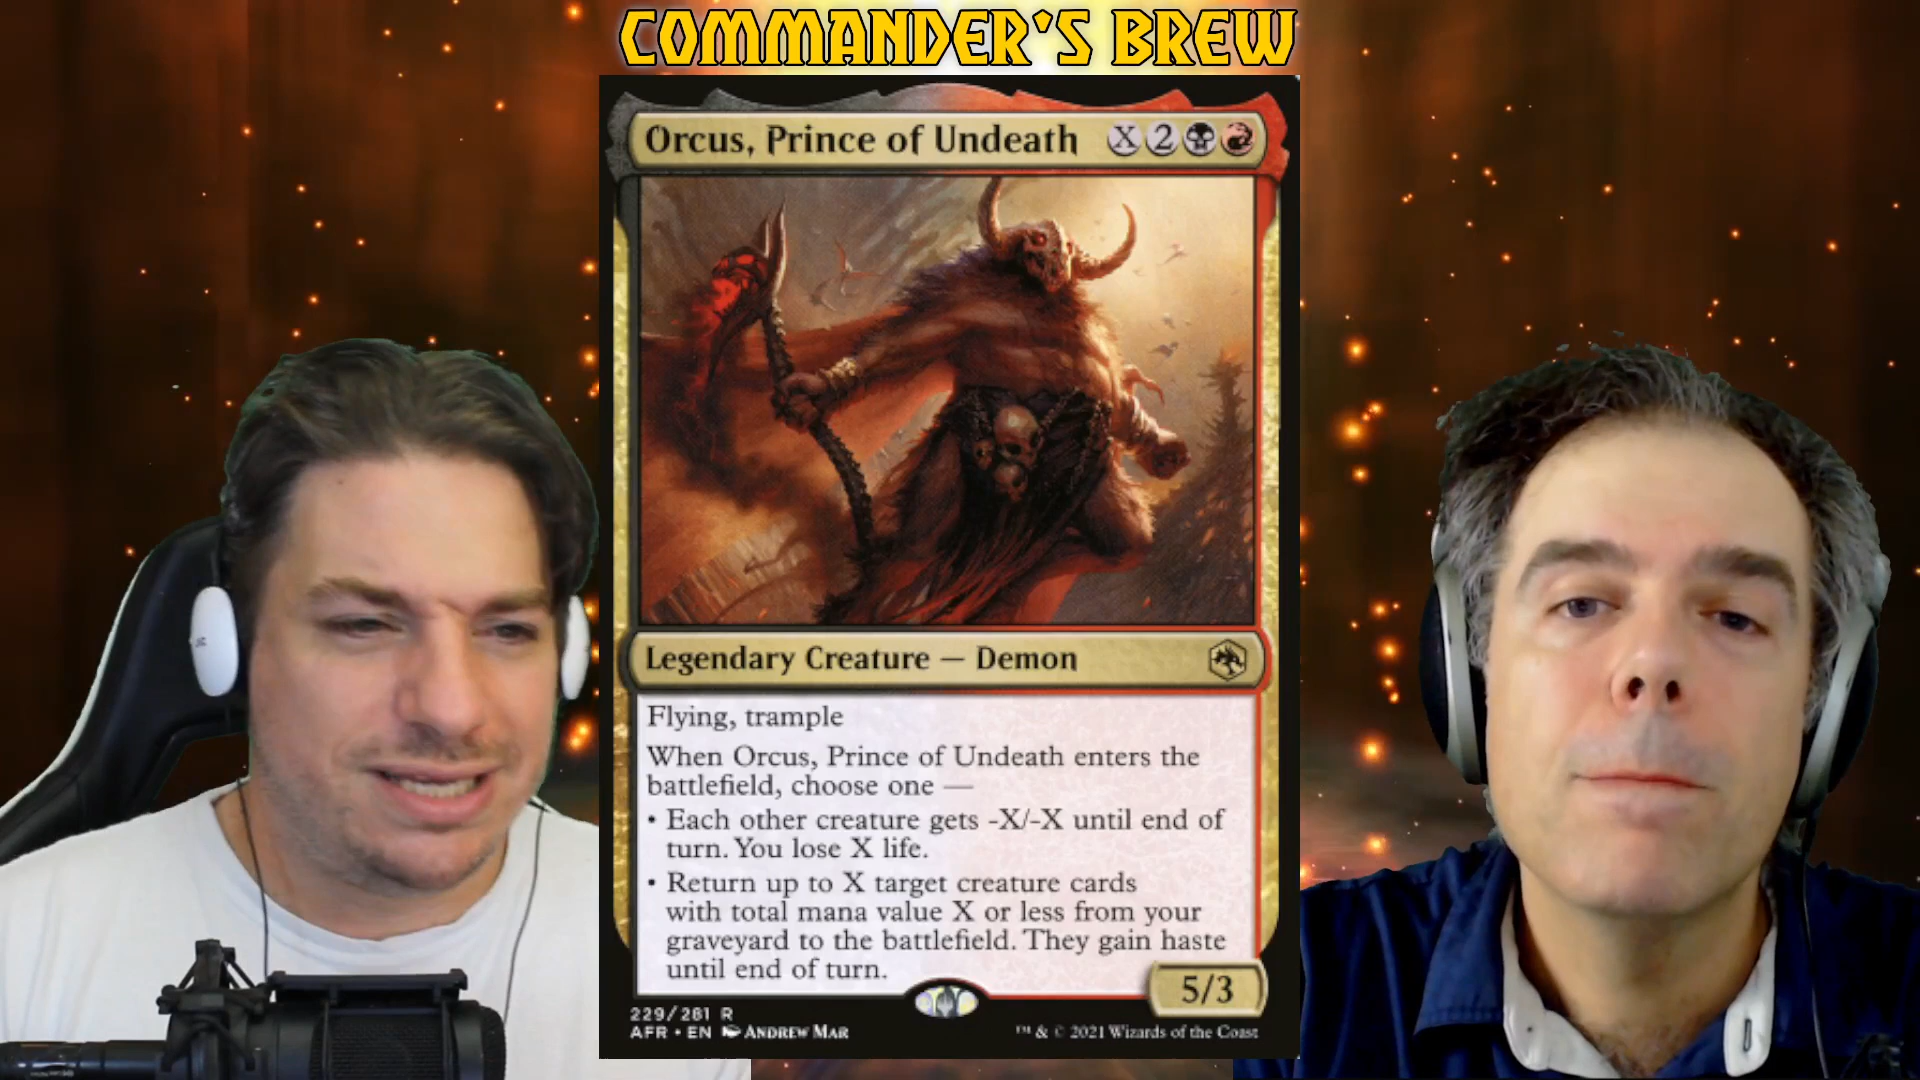 COMMANDER'S BREW
Orcus, Prince of Undeath X2
Legendary Creature — Demon
Flying, trample
When Orcus, Prince of Undeath enters the
battlefield, choose one —
• Each other creature gets -X/-X until end of
turn. You lose X life.
• Return up to X target creature cards
with total mana value X or less from your
graveyard to the battlefield. They gain haste
until end of turn.
5/3
229/281 R
AFR • EN ANDREW MAR
™ & © 2021 Wizards of the Coast